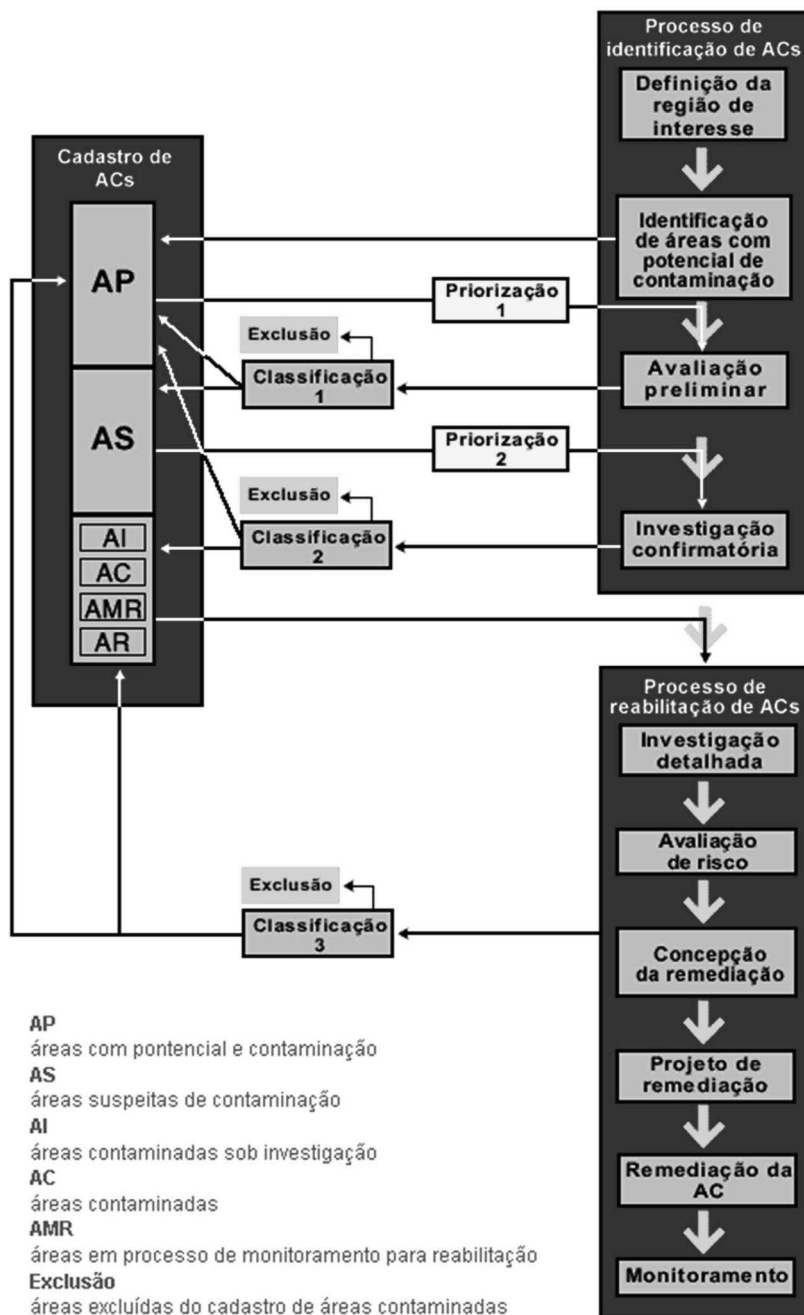 Processo de
identificação de ACs
Definição da
região de
interesse
Identificação
de áreas com
potencial de
contaminação
Avaliação
preliminar
Investigação
confirmatória
Cadastro de
ACs
AP
AS
AI
AC
AMR
AR
Priorização
1
Exclusão
Classificação
1
Priorização
2
Exclusão
Classificação
2
Processo de
reabilitação de ACs
Investigação
detalhada
Avaliação
de risco
Concepção
da remediação
Projeto de
remediação
Remediação da
AC
Monitoramento
Exclusão
Classificação
3
AP
áreas com pontencial e contaminação
AS
áreas suspeitas de contaminação
AI
áreas contaminadas sob investigação
AC
áreas contaminadas
AMR
áreas em processo de monitoramento para reabilitação
Exclusão
áreas excluídas do cadastro de áreas contaminadas